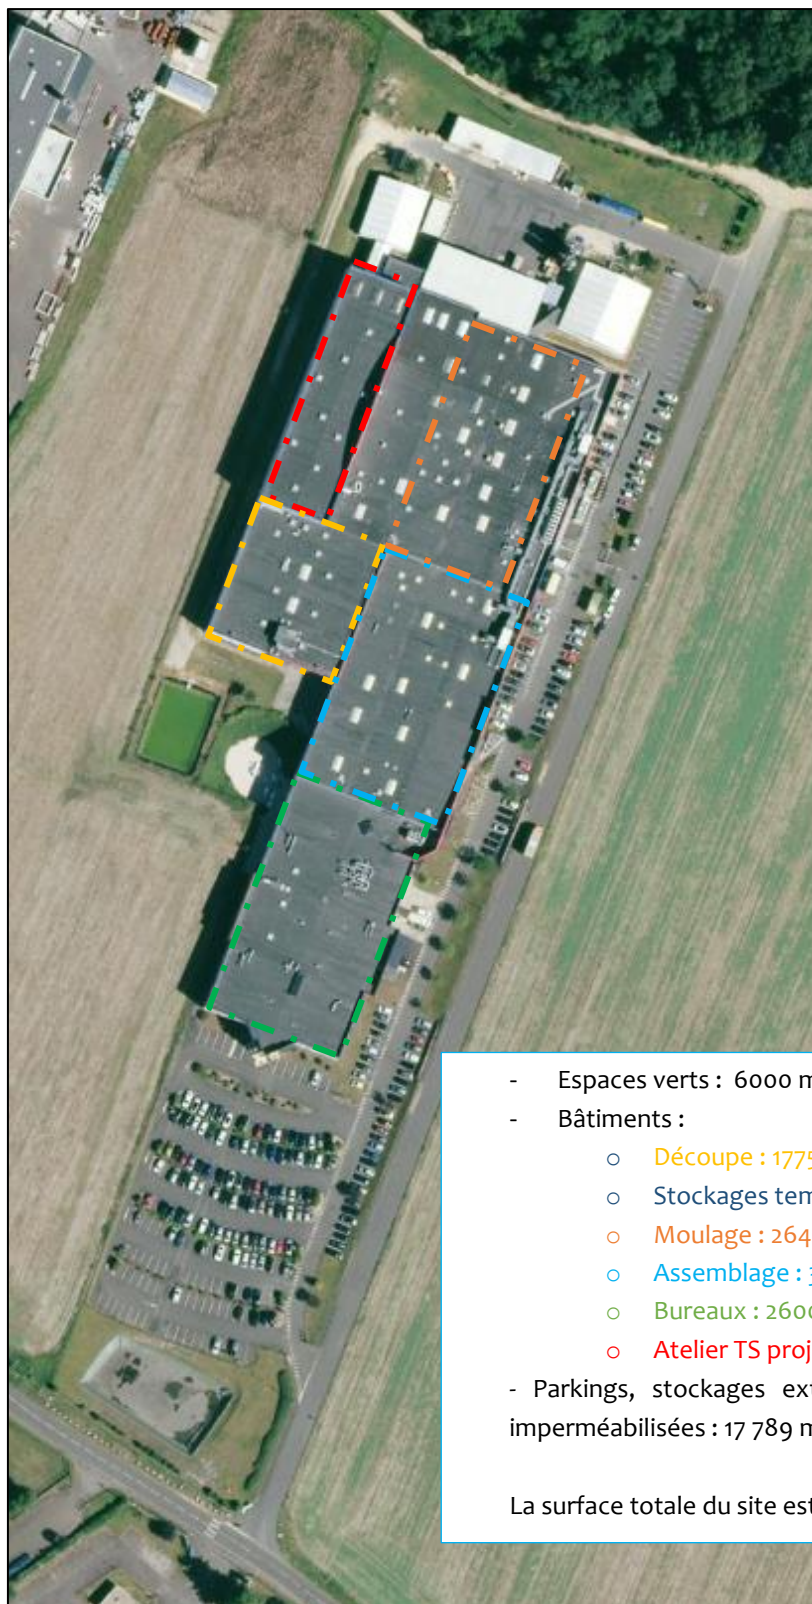 - Espaces verts : 6000 m
- Bâtiments :
o Découpe : 1775
o Stockages tem
o Moulage : 264
o Assemblage :
o Bureaux : 2600
o Atelier TS proj
- Parkings, stockages ext
imperméabilisées : 17 789 m
La surface totale du site est